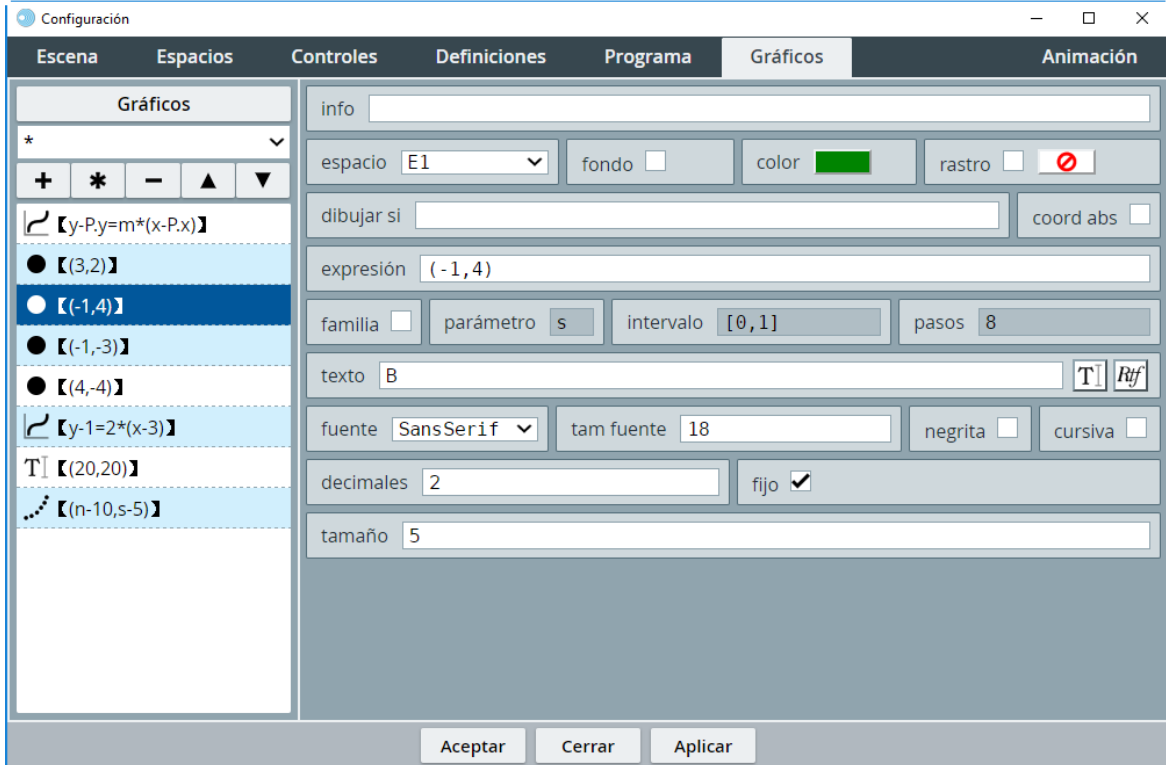 Configuración
Escena Espacios Controles Definiciones Programa Gráficos Animación
Gráficos
*
+ * − ▲ ▼
【y-P.y=m*(x-P.x)】
【(3,2)】
【(-1,4)】
【(-1,-3)】
【(4,-4)】
【y-1=2*(x-3)】
T 【(20,20)】
【(n-10,s-5)】
info
espacio E1 fondo color rastro
dibujar si coord abs
expresión (-1,4)
familia parámetro s intervalo [0,1] pasos 8
texto B T Rtf
fuente SansSerif tam fuente 18 negrita cursiva
decimales 2 fijo
tamaño 5
Aceptar Cerrar Aplicar